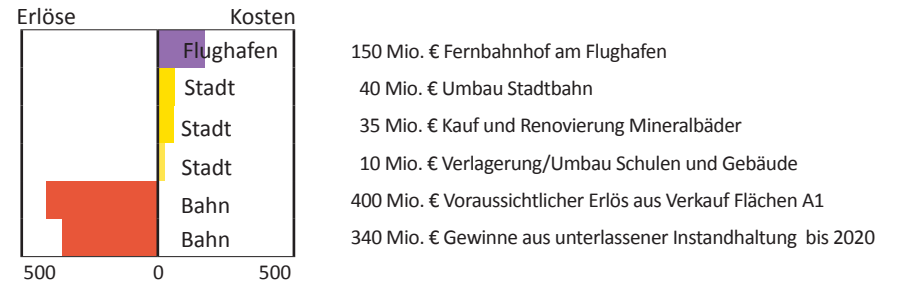 Erlöse Kosten
Flughafen 150 Mio. € Fernbahnhof am Flughafen
Stadt 40 Mio. € Umbau Stadtbahn
Stadt 35 Mio. € Kauf und Renovierung Mineralbäder
Stadt 10 Mio. € Verlagerung/Umbau Schulen und Gebäude
Bahn 400 Mio. € Voraussichtlicher Erlös aus Verkauf Flächen A1
Bahn 340 Mio. € Gewinne aus unterlassener Instandhaltung bis 2020
500 0 500